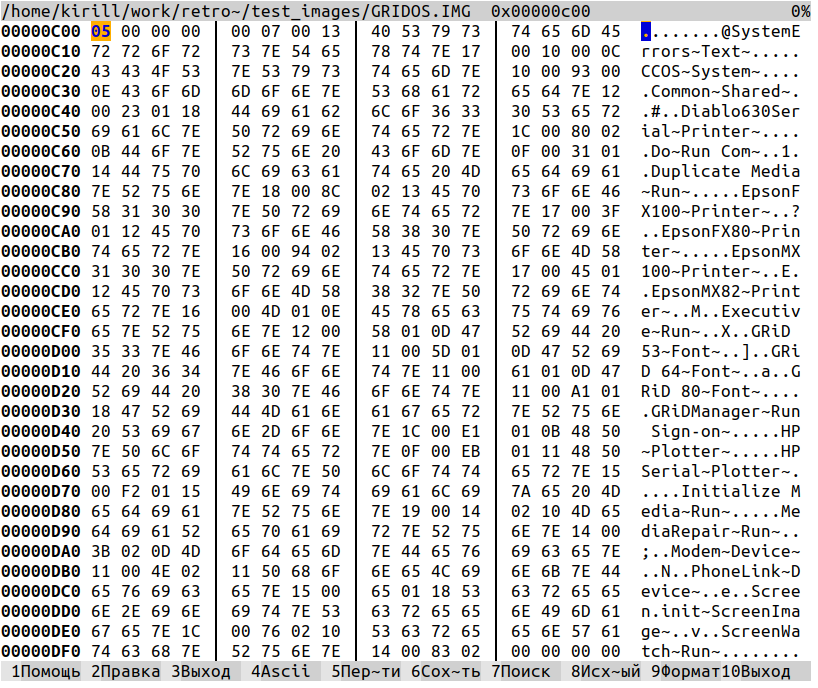 /home/kirill/work/retro~/test_images/GRIDOS.IMG 0x00000c00 0%
00000C00 05 00 00 00 00 07 00 13 40 53 79 73 74 65 6D 45 ........@SystemE
00000C10 72 72 6F 72 73 7E 54 65 78 74 7E 17 00 10 00 0C rrors~Text~.....
00000C20 43 43 4F 53 7E 53 79 73 74 65 6D 7E 10 00 93 00 CCOS~System~....
00000C30 0E 43 6F 6D 6D 6F 6E 7E 53 68 61 72 65 64 7E 12 .Common~Shared~.
00000C40 00 23 01 18 44 69 61 62 6C 6F 36 33 30 53 65 72 .#..Diablo630Ser
00000C50 69 61 6C 7E 50 72 69 6E 74 65 72 7E 1C 00 80 02 ial~Printer~....
00000C60 0B 44 6F 7E 52 75 6E 20 43 6F 6D 7E 0F 00 31 01 .Do~Run Com~..1.
00000C70 14 44 75 70 6C 69 63 61 74 65 20 4D 65 64 69 61 .Duplicate Media
00000C80 7E 52 75 6E 7E 18 00 8C 02 13 45 70 73 6F 6E 46 ~Run~.....EpsonF
00000C90 58 31 30 30 7E 50 72 69 6E 74 65 72 7E 17 00 3F X100~Printer~..?
00000CA0 01 12 45 70 73 6F 6E 46 58 38 30 7E 50 72 69 6E ..EpsonFX80~Prin
00000CB0 74 65 72 7E 16 00 94 02 13 45 70 73 6F 6E 4D 58 ter~.....EpsonMX
00000CC0 31 30 30 7E 50 72 69 6E 74 65 72 7E 17 00 45 01 100~Printer~..E.
00000CD0 12 45 70 73 6F 6E 4D 58 38 32 7E 50 72 69 6E 74 .EpsonMX82~Print
00000CE0 65 72 7E 16 00 4D 01 0E 45 78 65 63 75 74 69 76 er~..M..Executiv
00000CF0 65 7E 52 75 6E 7E 12 00 58 01 0D 47 52 69 44 20 e~Run~..X..GRiD
00000D00 35 33 7E 46 6F 6E 74 7E 11 00 5D 01 0D 47 52 69 53~Font~..]..GRi
00000D10 44 20 36 34 7E 46 6F 6E 74 7E 11 00 61 01 0D 47 D 64~Font~..a..G
00000D20 52 69 44 20 38 30 7E 46 6F 6E 74 7E 11 00 A1 01 RiD 80~Font~....
00000D30 18 47 52 69 44 4D 61 6E 61 67 65 72 7E 52 75 6E .GRiDManager~Run
00000D40 20 53 69 67 6E 2D 6F 6E 7E 1C 00 E1 01 0B 48 50 Sign-on~.....HP
00000D50 7E 50 6C 6F 74 74 65 72 7E 0F 00 EB 01 11 48 50 ~Plotter~.....HP
00000D60 53 65 72 69 61 6C 7E 50 6C 6F 74 74 65 72 7E 15 Serial~Plotter~.
00000D70 00 F2 01 15 49 6E 69 74 69 61 6C 69 7A 65 20 4D ....Initialize M
00000D80 65 64 69 61 7E 52 75 6E 7E 19 00 14 02 10 4D 65 edia~Run~.....Me
00000D90 64 69 61 52 65 70 61 69 72 7E 52 75 6E 7E 14 00 diaRepair~Run~..
00000DA0 3B 02 0D 4D 6F 64 65 6D 7E 44 65 76 69 63 65 7E ;..Modem~Device~
00000DB0 11 00 4E 02 11 50 68 6F 6E 65 4C 69 6E 6B 7E 44 ..N..PhoneLink~D
00000DC0 65 76 69 63 65 7E 15 00 65 01 18 53 63 72 65 65 evice~..e..Scree
00000DD0 6E 2E 69 6E 69 74 7E 53 63 72 65 65 6E 49 6D 61 n.init~ScreenIma
00000DE0 67 65 7E 1C 00 76 02 10 53 63 72 65 65 6E 57 61 ge~..v..ScreenWa
00000DF0 74 63 68 7E 52 75 6E 7E 14 00 83 02 00 00 00 00 tch~Run~........
1Помощь 2Правка 3Выход 4Ascii 5Пер~ти 6Сох~ть 7Поиск 8Исх~ый 9Формат 10Выход